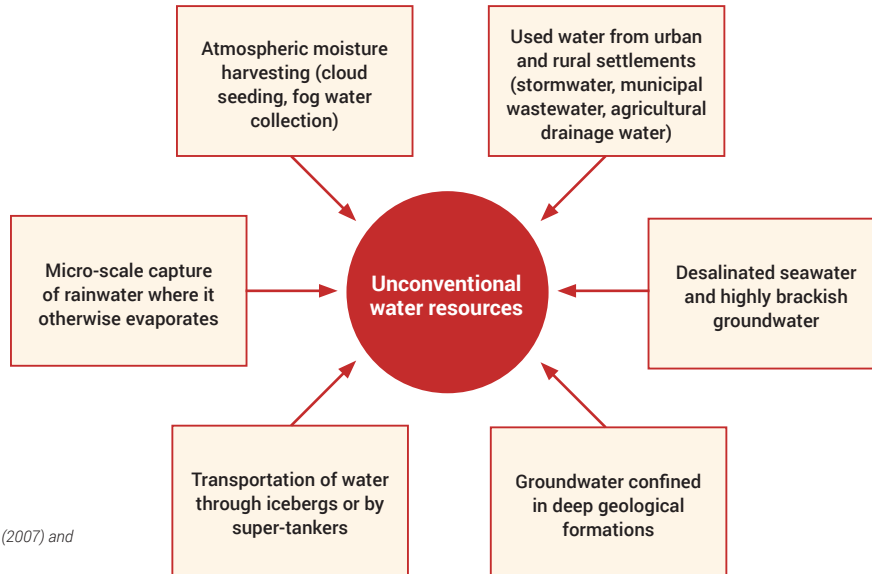 Atmospheric moisture
harvesting (cloud
seeding, fog water
collection)
Used water from urban
and rural settlements
(stormwater, municipal
wastewater, agricultural
drainage water)
Micro-scale capture
of rainwater where it
otherwise evaporates
Unconventional
water resources
Desalinated seawater
and highly brackish
groundwater
Transportation of water
through icebergs or by
super-tankers
Groundwater confined
in deep geological
formations
(2007) and